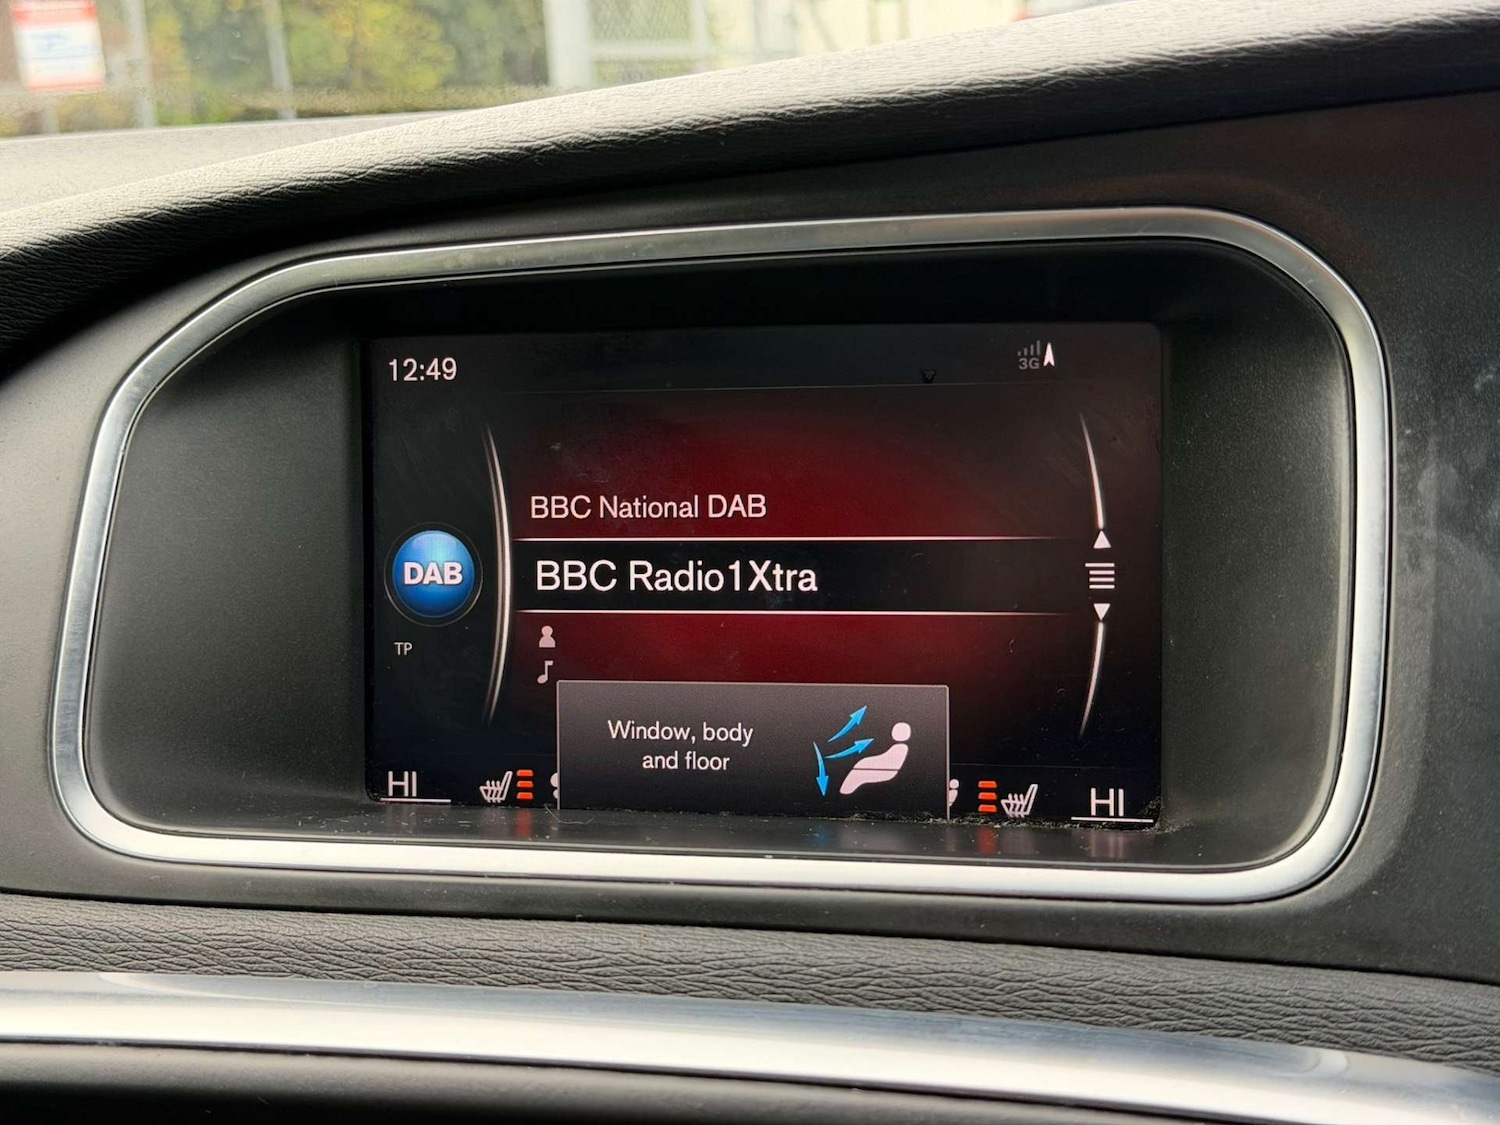 12:49
3G
BBC National DAB
DAB
BBC Radio1Xtra
TP
Window, body
and floor
HI
HI